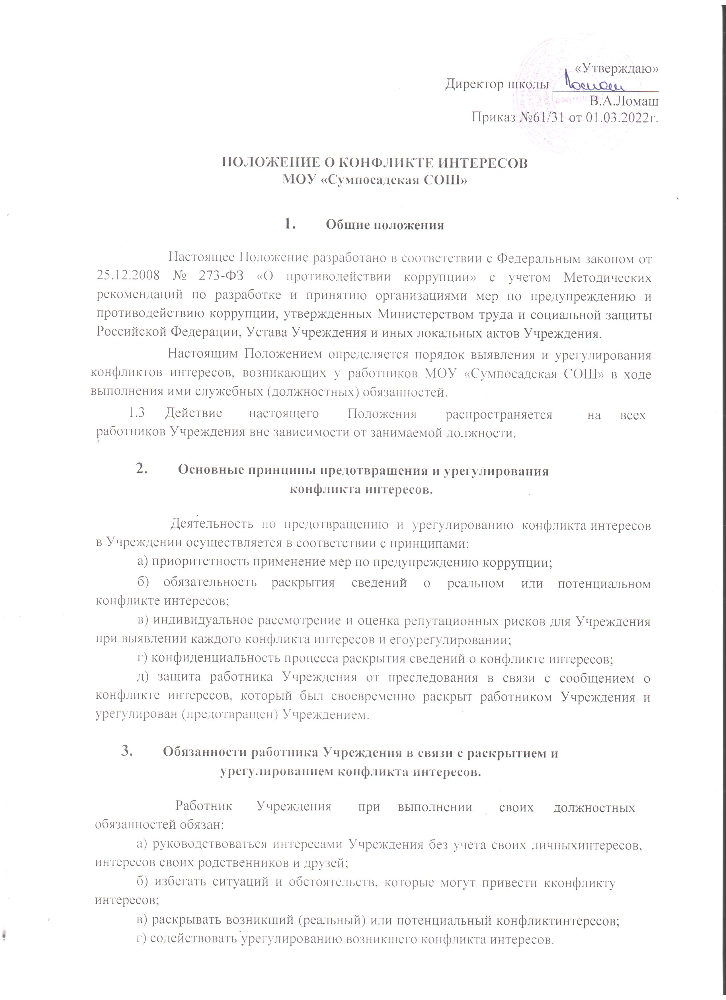 «Утверждаю»
Директор школы
В.А.Ломаш
Приказ №61/31 от 01.03.2022г.
ПОЛОЖЕНИЕ О КОНФЛИКТЕ ИНТЕРЕСОВ
МОУ «Сумпосадская СОШ»
1. Общие положения
Настоящее Положение разработано в соответствии с Федеральным законом от
25.12.2008 № 273-ФЗ «О противодействии коррупции» с учетом Методических
рекомендаций по разработке и принятию организациями мер по предупреждению и
противодействию коррупции, утвержденных Министерством труда и социальной защиты
Российской Федерации, Устава Учреждения и иных локальных актов Учреждения.
Настоящим Положением определяется порядок выявления и урегулирования
конфликтов интересов, возникающих у работников МОУ «Сумпосадская СОШ» в ходе
выполнения ими служебных (должностных) обязанностей.
1.3 Действие настоящего Положения распространяется на всех
работников Учреждения вне зависимости от занимаемой должности.
2. Основные принципы предотвращения и урегулирования
конфликта интересов.
Деятельность по предотвращению и урегулированию конфликта интересов
в Учреждении осуществляется в соответствии с принципами:
а) приоритетность применение мер по предупреждению коррупции;
б) обязательность раскрытия сведений о реальном или потенциальном
конфликте интересов;
в) индивидуальное рассмотрение и оценка репутационных рисков для Учреждения
при выявлении каждого конфликта интересов и егоурегулировании;
г) конфиденциальность процесса раскрытия сведений о конфликте интересов;
д) защита работника Учреждения от преследования в связи с сообщением о
конфликте интересов, который был своевременно раскрыт работником Учреждения и
урегулирован (предотвращен) Учреждением.
3. Обязанности работника Учреждения в связи с раскрытием и
урегулированием конфликта интересов.
Работник Учреждения при выполнении своих должностных
обязанностей обязан:
а) руководствоваться интересами Учреждения без учета своих личныхинтересов,
интересов своих родственников и друзей;
б) избегать ситуаций и обстоятельств, которые могут привести кконфликту
интересов;
в) раскрывать возникший (реальный) или потенциальный конфликтинтересов;
г) содействовать урегулированию возникшего конфликта интересов.